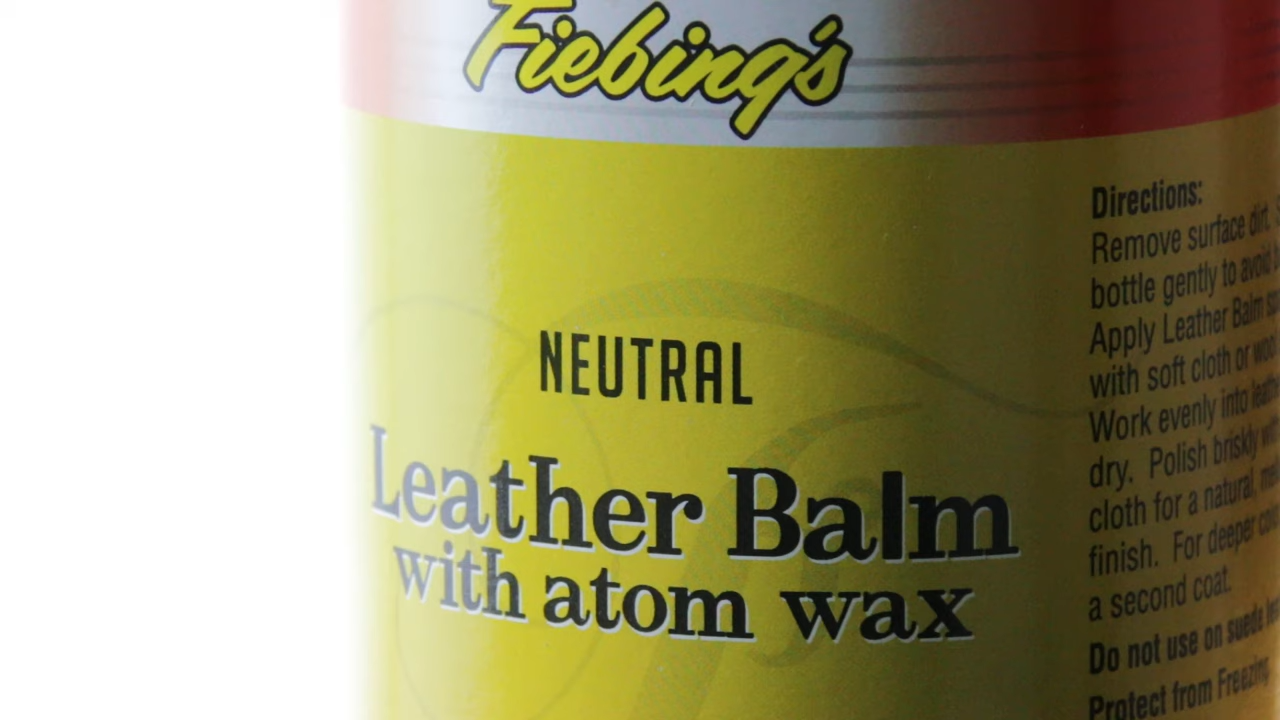 Fiebing's
NEUTRAL
Leather Balm
with atom wax
Directions:
Remove surface dirt,
bottle gently to avoid
Apply Leather Balm
with soft cloth or
Work evenly into
dry. Polish briskly
cloth for a natural,
finish. For deeper
a second coat.
Do not use on suede
Protect from Freezing